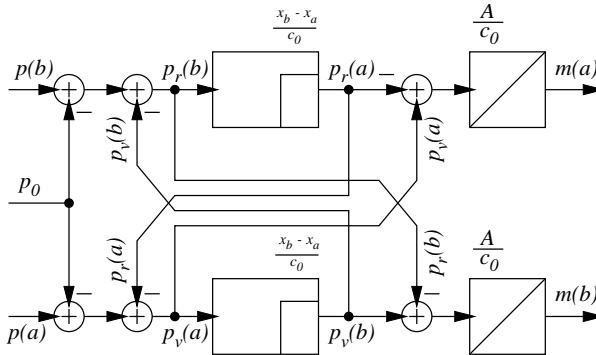 x_b - x_a
c_0
A
c_0
p(b)
+
−
+
−
p_r(b)
p_r(a)
−
+
m(a)
p_v(b)
p_v(a)
p_0
p_r(a)
p_r(b)
x_b - x_a
c_0
A
c_0
p(a)
−
+
−
+
p_v(a)
p_v(b)
−
+
m(b)